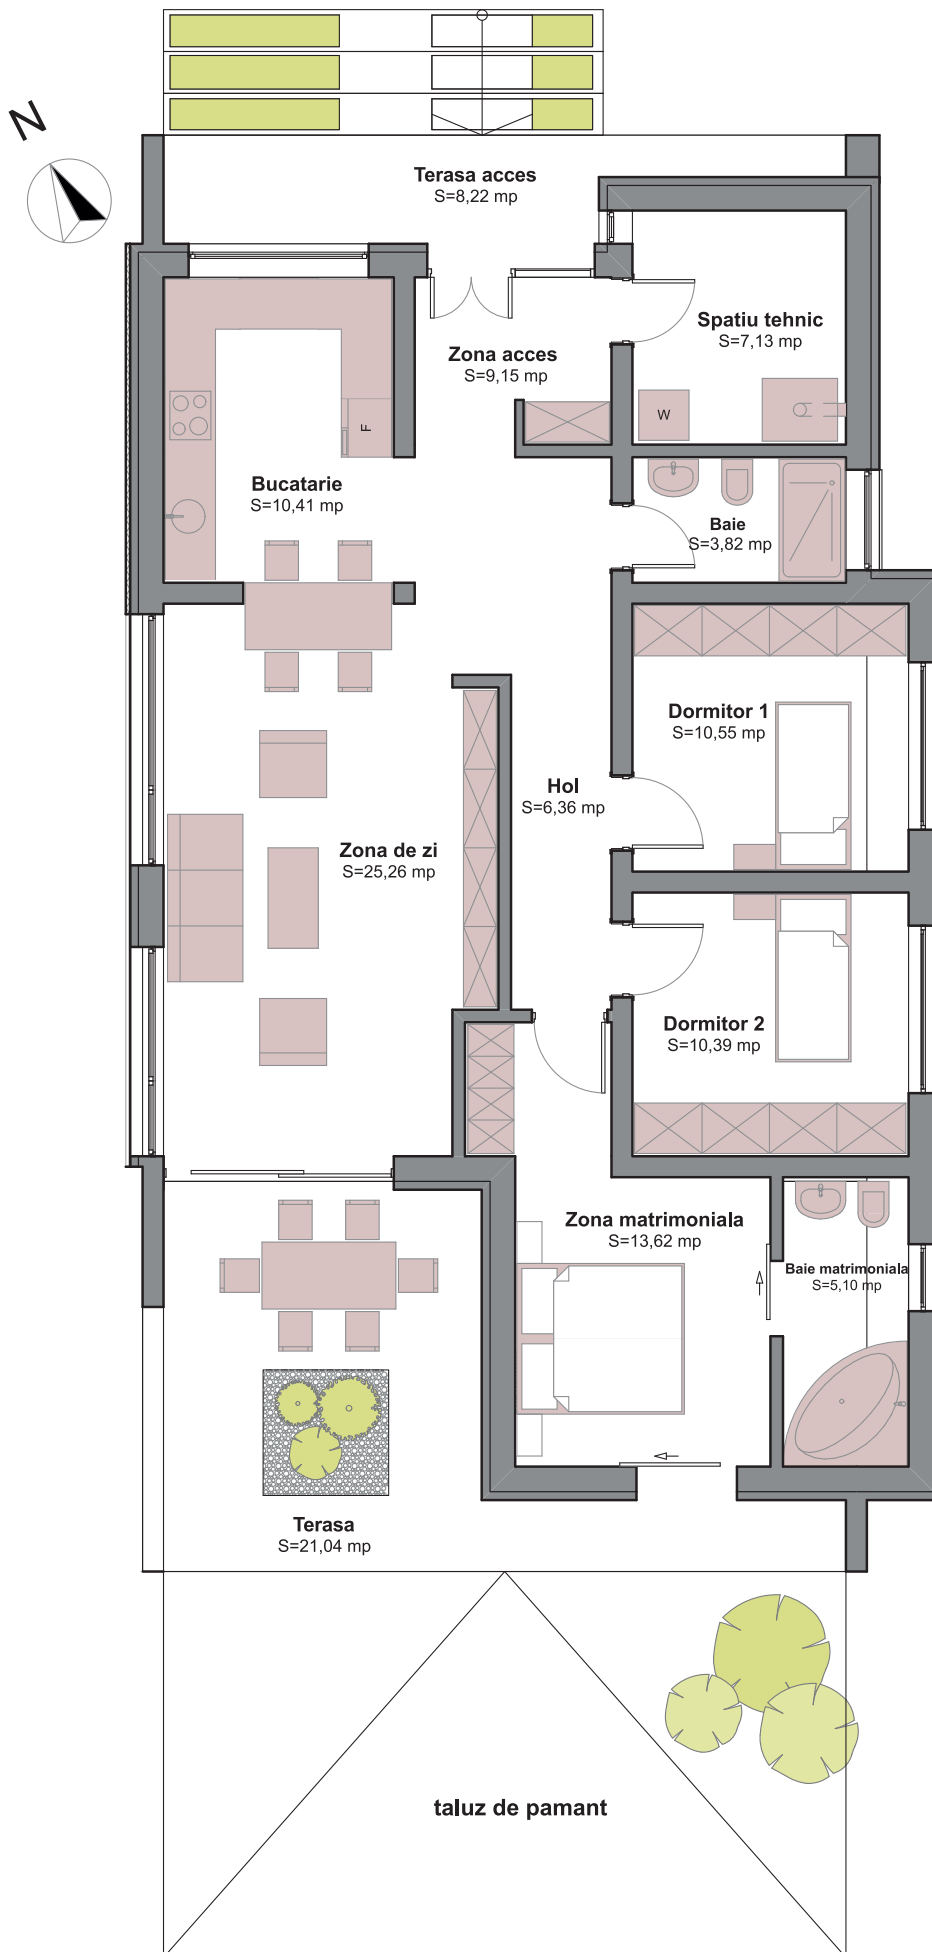 N
Terasa acces
S=8,22 mp
Spatiu tehnic
S=7,13 mp
Zona acces
S=9,15 mp
W
F
Bucatarie
S=10,41 mp
Baie
S=3,82 mp
Dormitor 1
S=10,55 mp
Hol
S=6,36 mp
Zona de zi
S=25,26 mp
Dormitor 2
S=10,39 mp
Zona matrimoniala
S=13,62 mp
Baie matrimoniala
S=5,10 mp
Terasa
S=21,04 mp
taluz de pamant